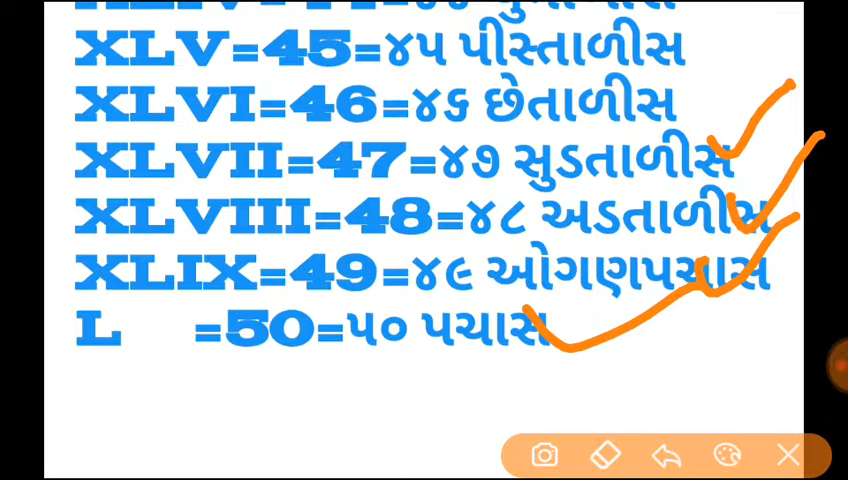 XLV=45=૪૫ પીસ્તાળીસ
XLVI=46=૪૬ છેતાળીસ
XLVII=47=૪૭ સુડતાળીસ
XLVIII=48=૪૮ અડતાળીસ
XLIX=49=૪૯ ઓગણપચાસ
L =50=૫૦ પચાસ